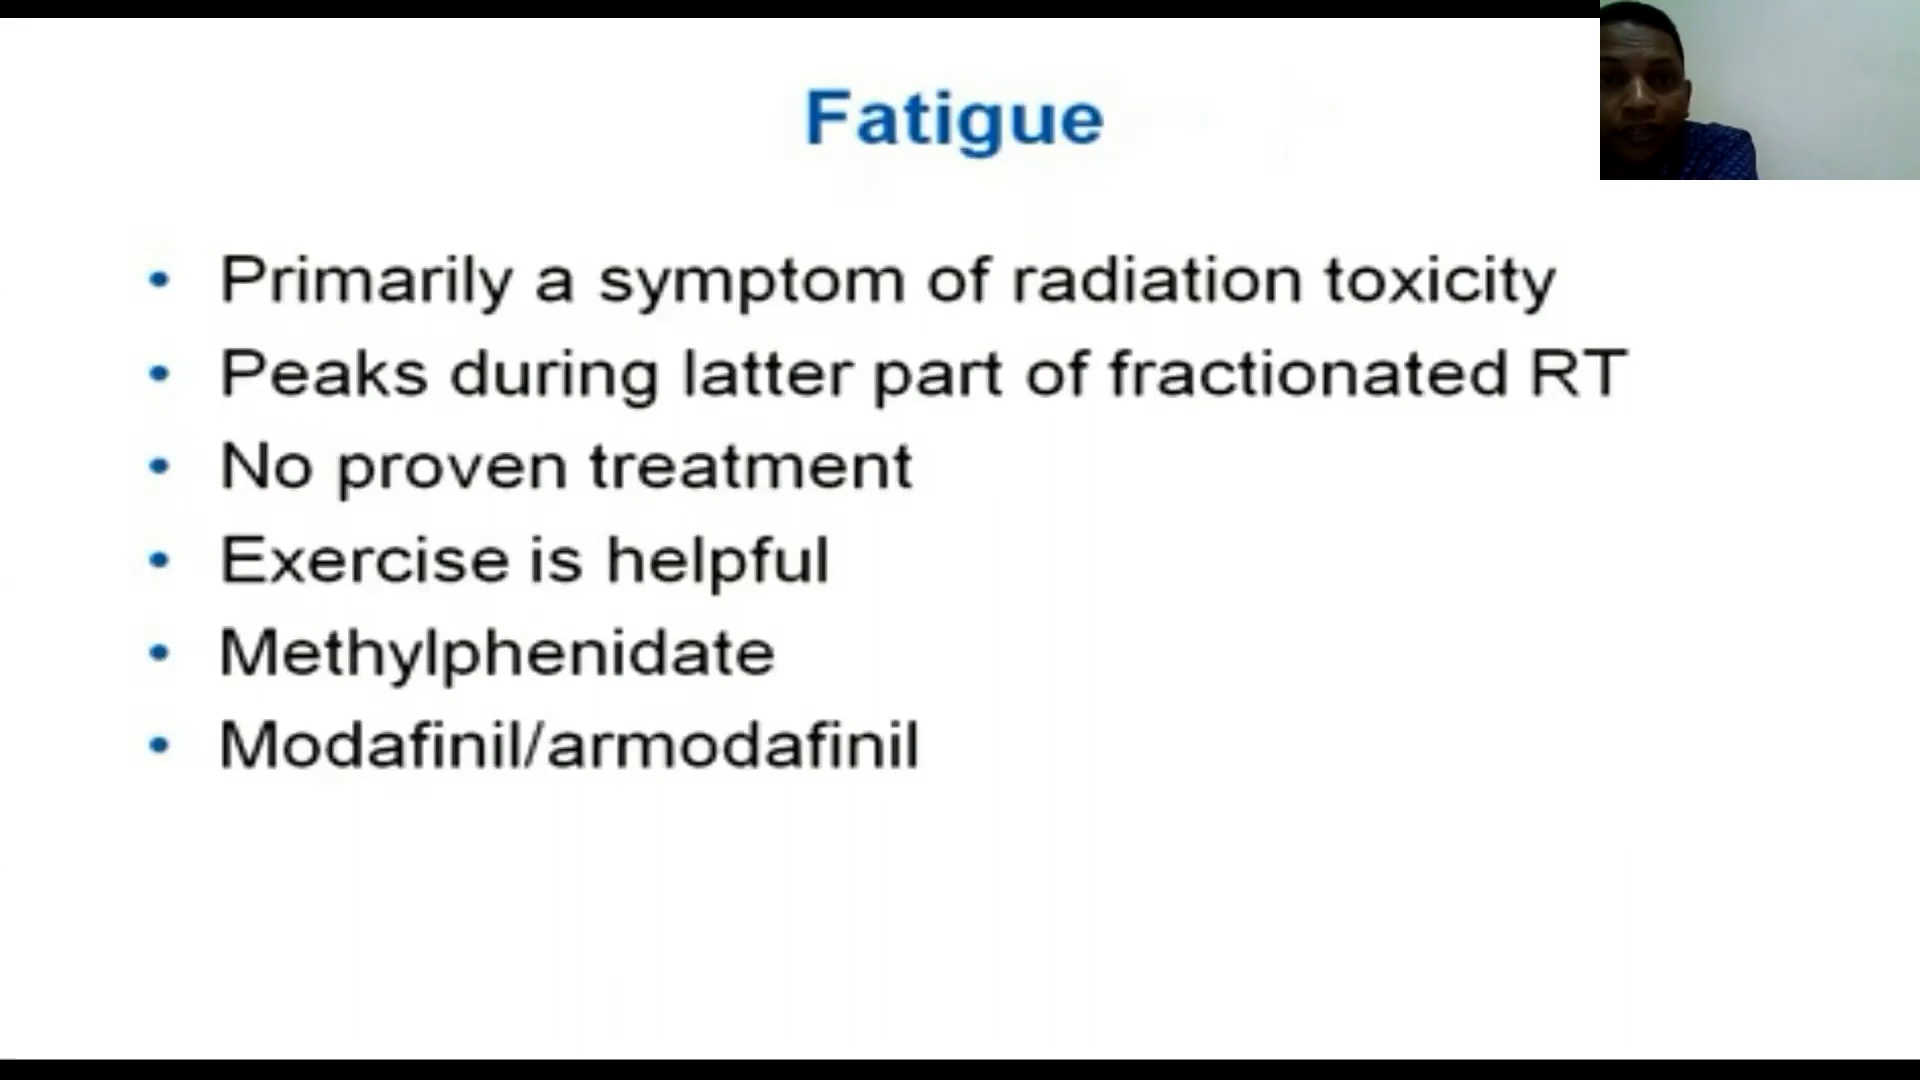 Fatigue
• Primarily a symptom of radiation toxicity
• Peaks during latter part of fractionated RT
• No proven treatment
• Exercise is helpful
• Methylphenidate
• Modafinil/armodafinil